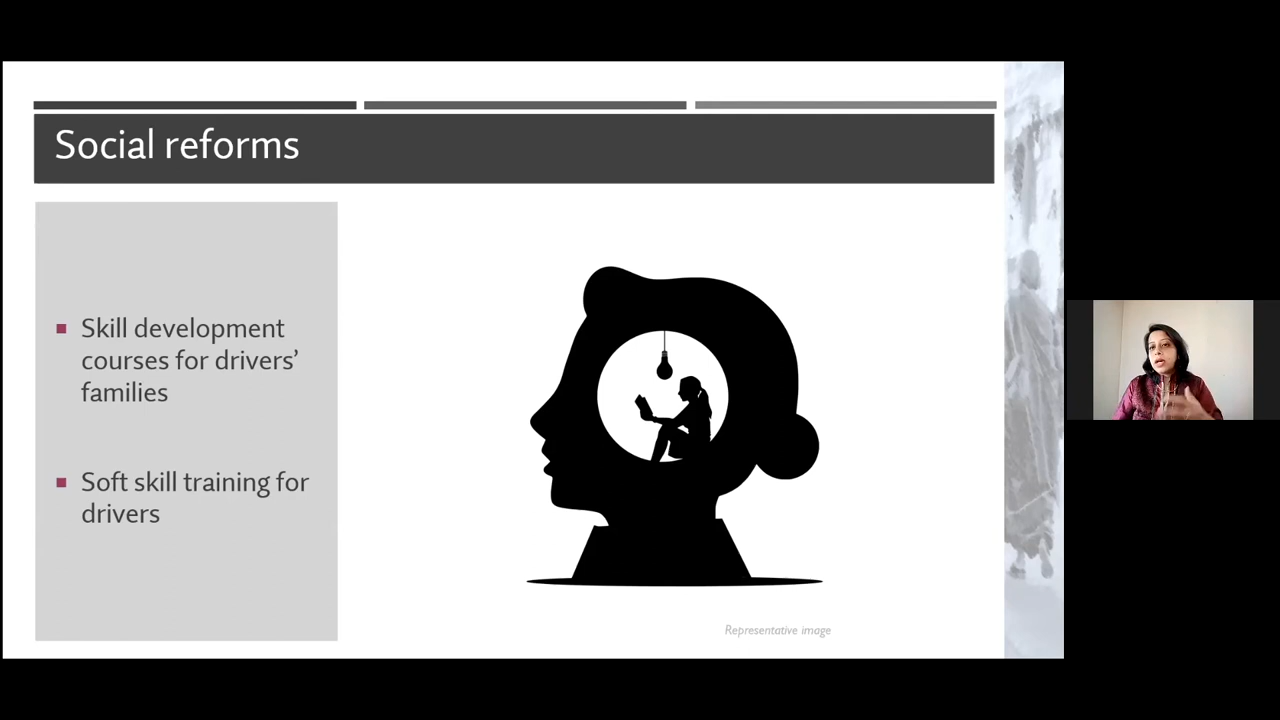 Social reforms
Skill development
courses for drivers’
families
Soft skill training for
drivers
Representative image